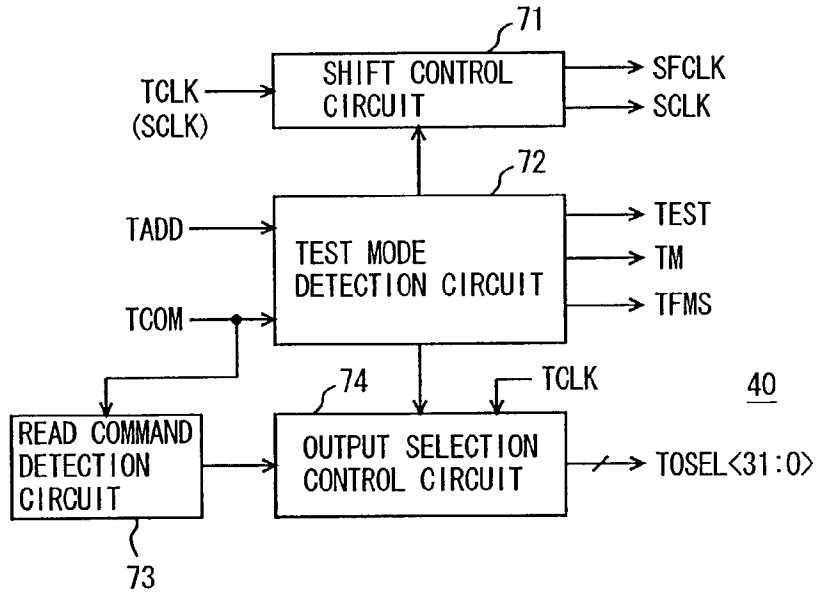 71
SHIFT CONTROL
CIRCUIT
TCLK
(SCLK)
SFCLK
SCLK
72
TADD
TCOM
TEST MODE
DETECTION CIRCUIT
TEST
TM
TFMS
74
TCLK
40
READ COMMAND
DETECTION
CIRCUIT
OUTPUT SELECTION
CONTROL CIRCUIT
TOSEL<31:0>
73